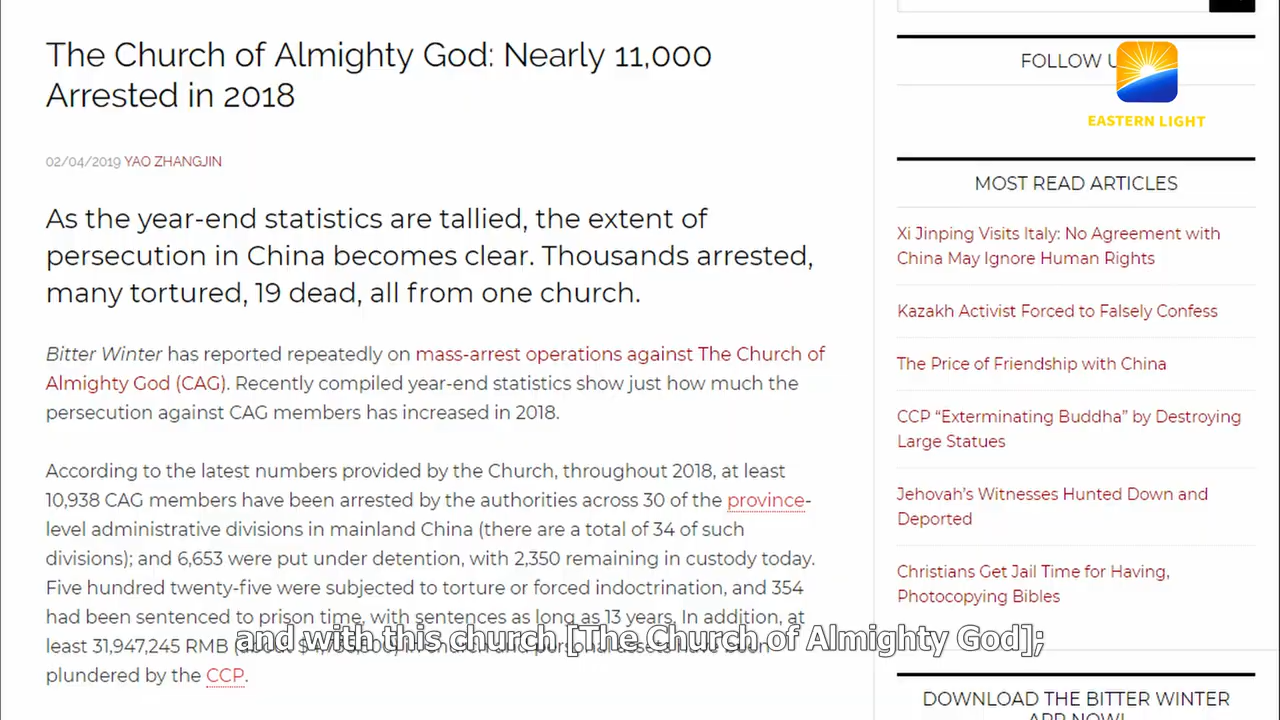 The Church of Almighty God: Nearly 11,000
Arrested in 2018
02/04/2019 YAO ZHANGJIN
As the year-end statistics are tallied, the extent of
persecution in China becomes clear. Thousands arrested,
many tortured, 19 dead, all from one church.
Bitter Winter has reported repeatedly on mass-arrest operations against The Church of
Almighty God (CAG). Recently compiled year-end statistics show just how much the
persecution against CAG members has increased in 2018.
According to the latest numbers provided by the Church, throughout 2018, at least
10,938 CAG members have been arrested by the authorities across 30 of the province-
level administrative divisions in mainland China (there are a total of 34 of such
divisions); and 6,653 were put under detention, with 2,350 remaining in custody today.
Five hundred twenty-five were subjected to torture or forced indoctrination, and 354
had been sentenced to prison time, with sentences as long as 13 years. In addition, at
least 31,947,245 RMB
plundered by the CCP.
and with this church [The Church of Almighty God];
FOLLOW
EASTERN LIGHT
MOST READ ARTICLES
Xi Jinping Visits Italy: No Agreement with
China May Ignore Human Rights
Kazakh Activist Forced to Falsely Confess
The Price of Friendship with China
CCP “Exterminating Buddha” by Destroying
Large Statues
Jehovah’s Witnesses Hunted Down and
Deported
Christians Get Jail Time for Having,
Photocopying Bibles
DOWNLOAD THE BITTER WINTER
APP NOW!